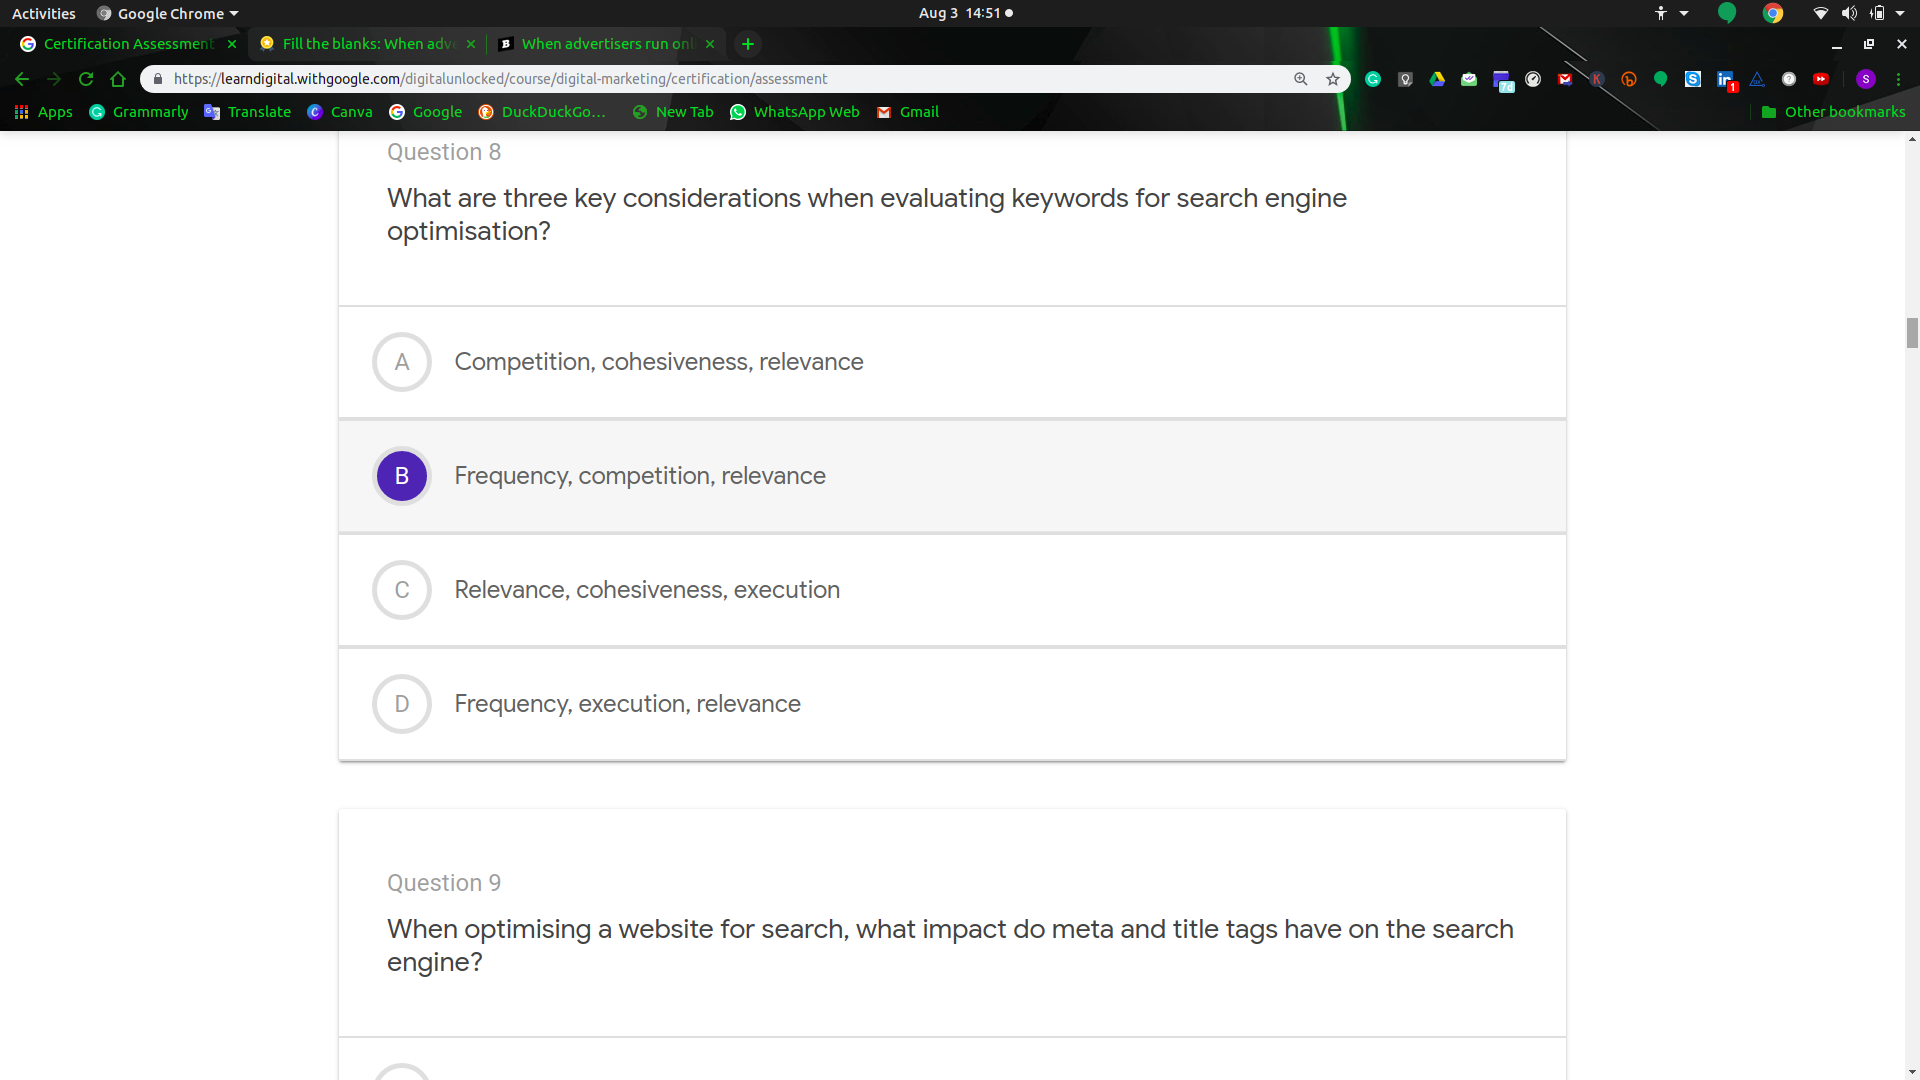 Activities
Google Chrome
Aug 3 14:51
Certification Assessment
Fill the blanks: When adve
When advertisers run onl
https://learndigital.withgoogle.com/digitalunlocked/course/digital-marketing/certification/assessment
7d
1
S
Apps
Grammarly
Translate
Canva
Google
DuckDuckGo...
New Tab
WhatsApp Web
Gmail
Other bookmarks
Question 8
What are three key considerations when evaluating keywords for search engine
optimisation?
A Competition, cohesiveness, relevance
B Frequency, competition, relevance
C Relevance, cohesiveness, execution
D Frequency, execution, relevance
Question 9
When optimising a website for search, what impact do meta and title tags have on the search
engine?